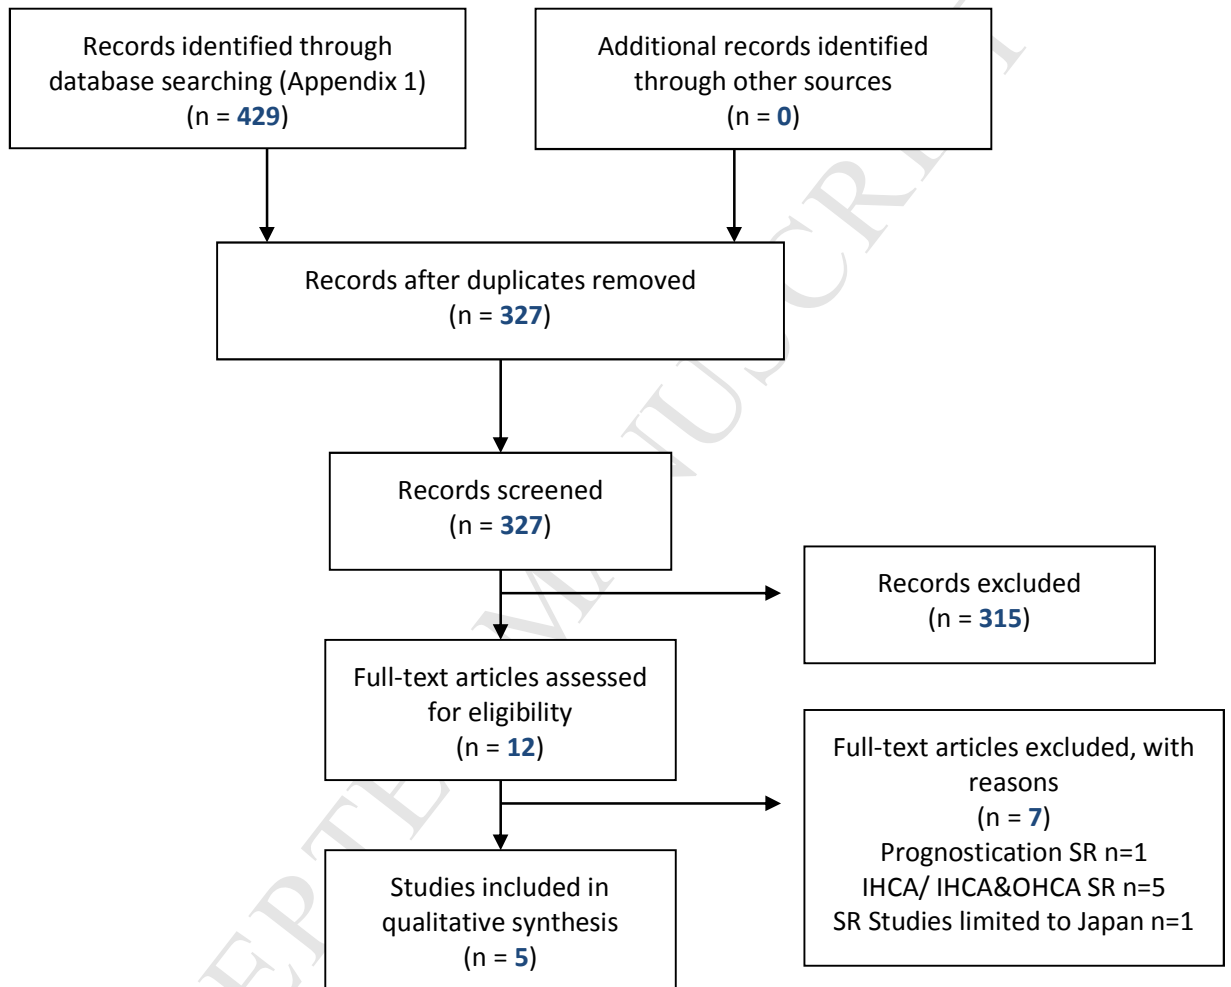 Records identified through
database searching (Appendix 1)
(n = 429)
Additional records identified
through other sources
(n = 0)
Records after duplicates removed
(n = 327)
Records screened
(n = 327)
Records excluded
(n = 315)
Full-text articles assessed
for eligibility
(n = 12)
Full-text articles excluded, with
reasons
(n = 7)
Prognostication SR n=1
IHCA/ IHCA&OHCA SR n=5
SR Studies limited to Japan n=1
Studies included in
qualitative synthesis
(n = 5)
EPTE MANUSCRI